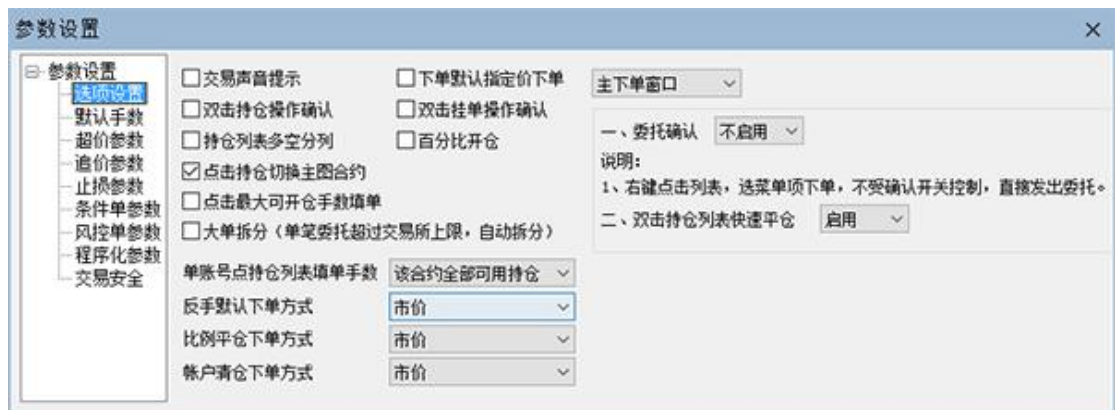 参数设置
参数设置
选项设置
默认手数
超价参数
追价参数
止损参数
条件单参数
风控单参数
程序化参数
交易安全
交易声音提示 下单默认指定价下单
双击持仓操作确认 双击挂单操作确认
持仓列表多空分列 百分比开仓
点击持仓切换主图合约
点击最大可开仓手数填单
大单拆分（单笔委托超过交易所上限，自动拆分）
单账号点持仓列表填单手数 该合约全部可用持仓
反手默认下单方式 市价
比例平仓下单方式 市价
帐户清仓下单方式 市价
主下单窗口
一、委托确认 不启用
说明：
1、右键点击列表，选菜单项下单，不受确认开关控制，直接发出委托。
二、双击持仓列表快速平仓 启用